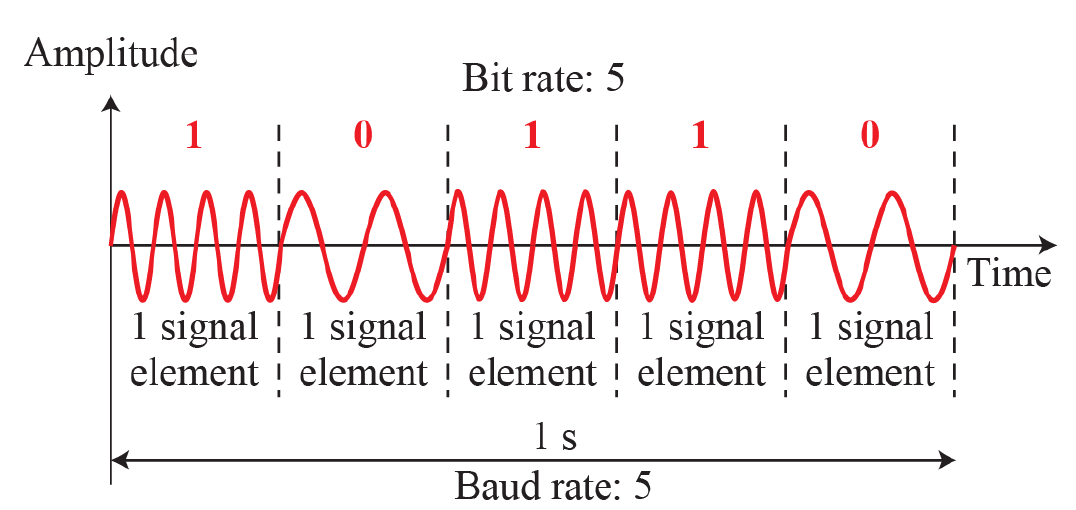 Amplitude
Bit rate: 5
1 0 1 1 0
Time
1 signal 1 signal 1 signal 1 signal 1 signal
element element element element element
1 s
Baud rate: 5